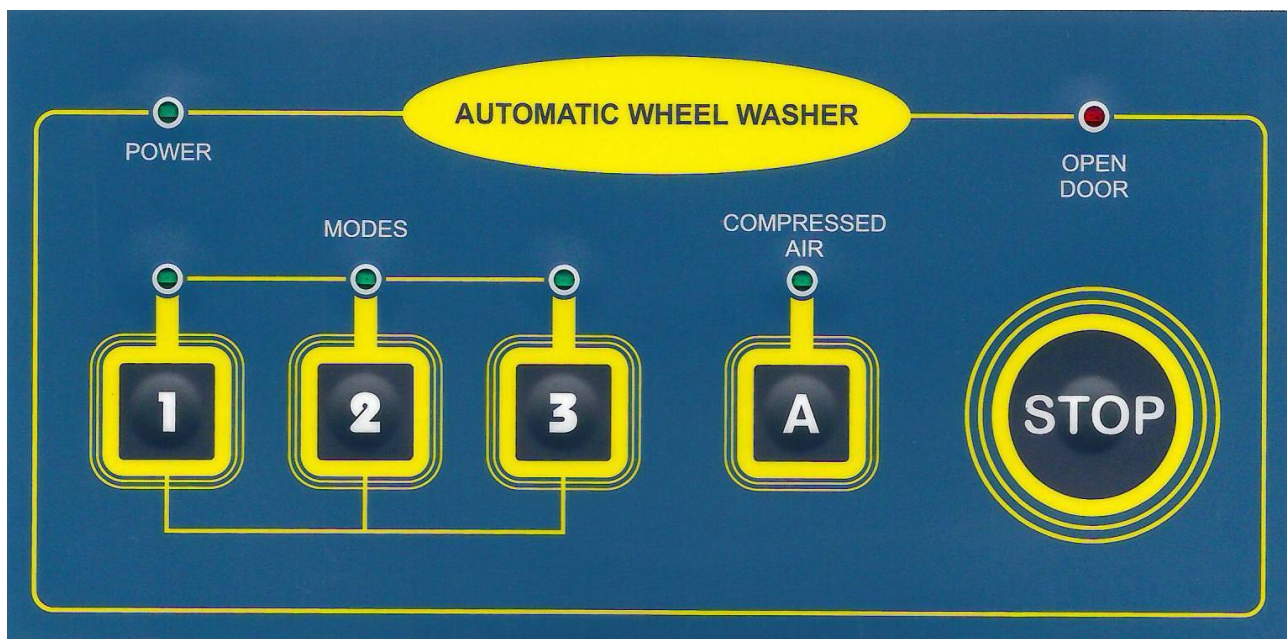 AUTOMATIC WHEEL WASHER
POWER
OPEN
DOOR
MODES
COMPRESSED
AIR
1
2
3
A
STOP